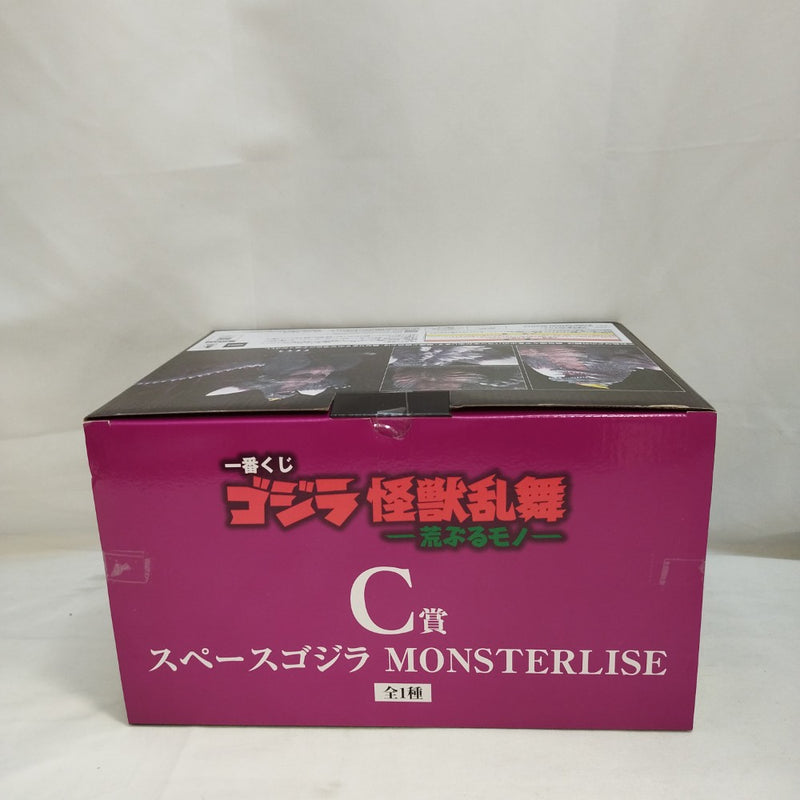 一番くじ
ゴジラ 怪獣乱舞
―荒ぶるモノ―
C賞
スペースゴジラ MONSTERLISE
全1種